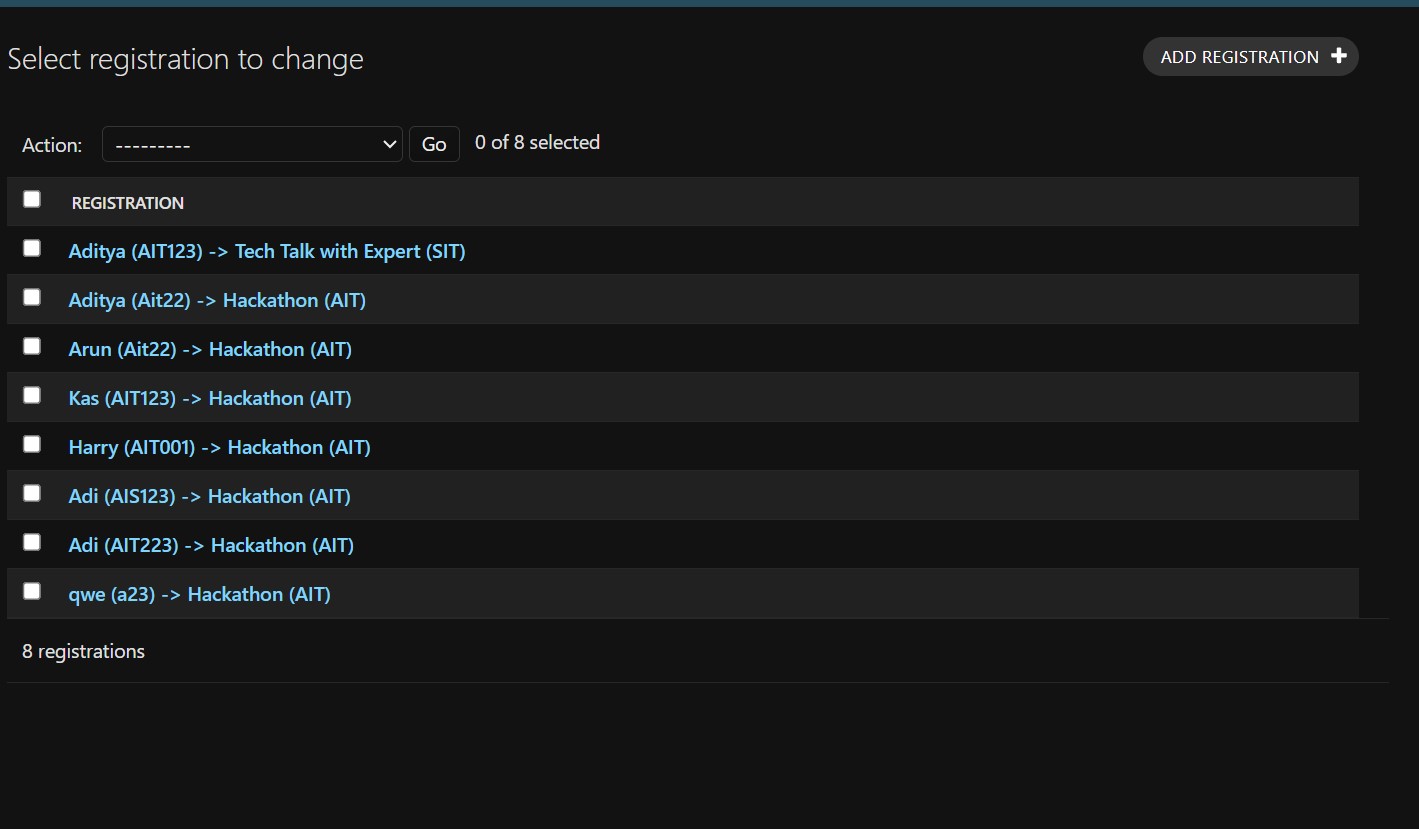 Select registration to change
ADD REGISTRATION
Action: --------- Go 0 of 8 selected
REGISTRATION
Aditya (AIT123) -> Tech Talk with Expert (SIT)
Aditya (Ait22) -> Hackathon (AIT)
Arun (Ait22) -> Hackathon (AIT)
Kas (AIT123) -> Hackathon (AIT)
Harry (AIT001) -> Hackathon (AIT)
Adi (AIS123) -> Hackathon (AIT)
Adi (AIT223) -> Hackathon (AIT)
qwe (a23) -> Hackathon (AIT)
8 registrations